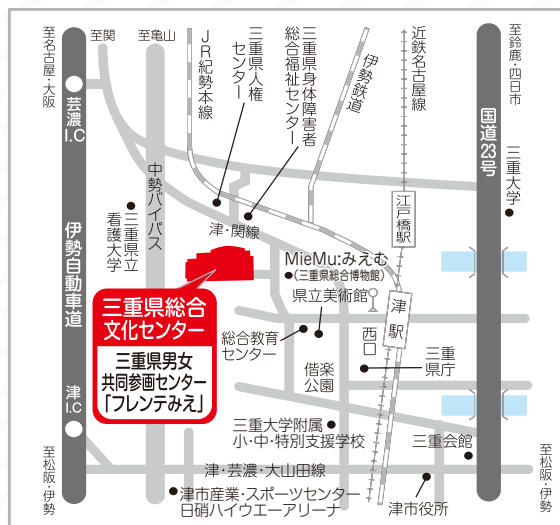 至名古屋・大阪
至関
至亀山
JR紀勢本線
三重県人権
センター
三重県身体障害者
総合福祉センター
伊勢鉄道
近鉄名古屋線
至鈴鹿・四日市
芸濃
I.C
国道23号
中勢バイパス
三重大学
江戸橋駅
三重県立
看護大学
津・関線
伊勢自動車道
MieMu:みえむ
(三重県総合博物館)
県立美術館
津駅
三重県総合
文化センター
三重県男女
共同参画センター
「フレンテみえ」
総合教育
センター
西口
偕楽
公園
三重
県庁
津
I.C
三重大学附属
小・中・特別支援学校
三重会館
至松阪・伊勢
津・芸濃・大山田線
至松阪・伊勢
津市産業・スポーツセンター
日硝ハイウエーアリーナ
津市役所